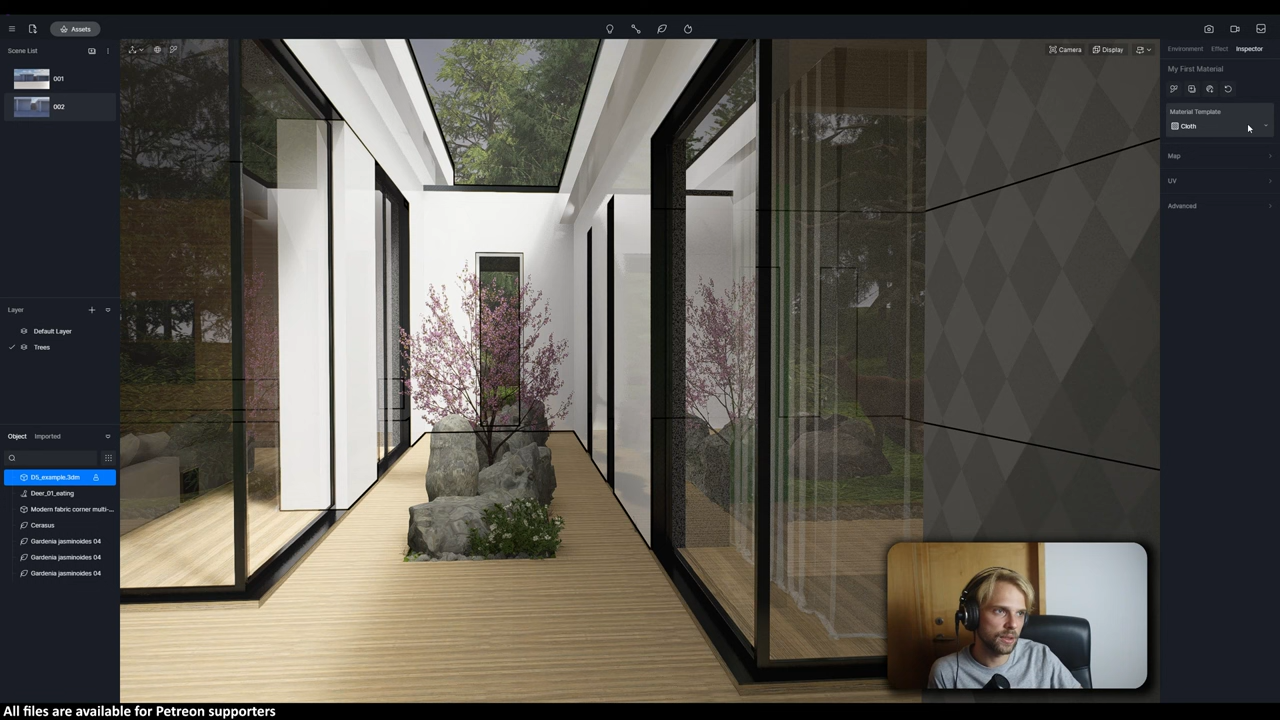 Assets
Scene List
001
002
Camera
Display
Environment
Effect
Inspector
My First Material
Material Template
Cloth
Map
UV
Advanced
Layer
Default Layer
Trees
Object
Imported
D5_example.3dm
Deer_01_eating
Modern fabric corner multi-...
Cerasus
Gardenia jasminoides 04
Gardenia jasminoides 04
Gardenia jasminoides 04
All files are available for Petreon supporters